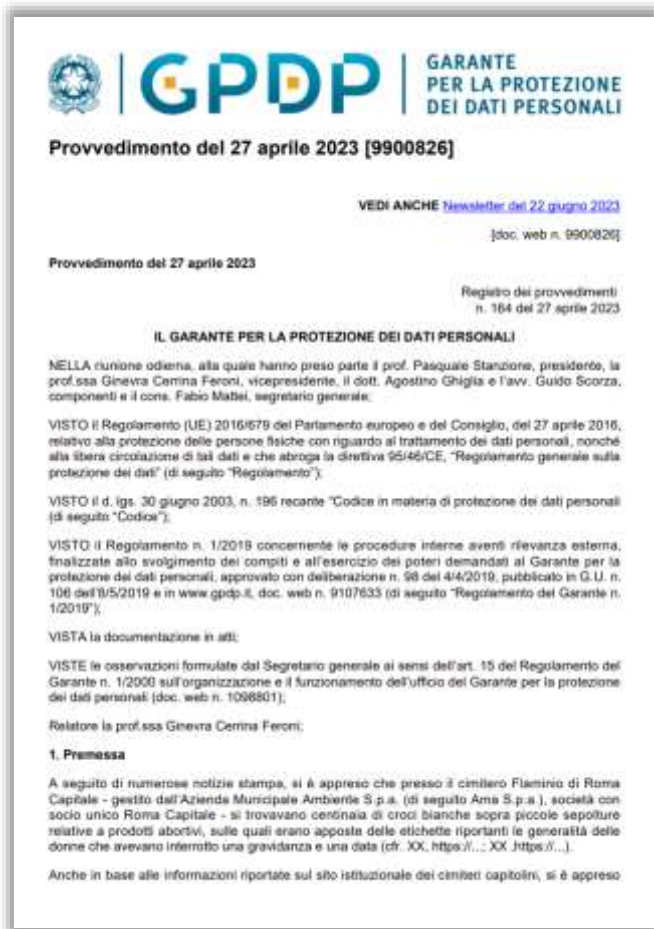 GPDP
GARANTE
PER LA PROTEZIONE
DEI DATI PERSONALI
Provvedimento del 27 aprile 2023 [9900826]
VEDI ANCHE Newsletter del 22 giugno 2023
[doc. web n. 9900826]
Provvedimento del 27 aprile 2023
Registro dei provvedimenti
n. 164 del 27 aprile 2023
IL GARANTE PER LA PROTEZIONE DEI DATI PERSONALI
NELLA riunione odierna, alla quale hanno preso parte il prof. Pasquale Stanzione, presidente, la
prof.ssa Ginevra Cerrina Feroni, vicepresidente, il dott. Agostino Ghiglia e l'avv. Guido Scorza,
componenti e il cons. Fabio Mattei, segretario generale;
VISTO il Regolamento (UE) 2016/679 del Parlamento europeo e del Consiglio, del 27 aprile 2016,
relativo alla protezione delle persone fisiche con riguardo al trattamento dei dati personali, nonché
alla libera circolazione di tali dati e che abroga la direttiva 95/46/CE, "Regolamento generale sulla
protezione dei dati" (di seguito "Regolamento");
VISTO il d. lgs. 30 giugno 2003, n. 196 recante "Codice in materia di protezione dei dati personali
(di seguito "Codice");
VISTO il Regolamento n. 1/2019 concernente le procedure interne aventi rilevanza esterna,
finalizzate allo svolgimento dei compiti e all'esercizio dei poteri demandati al Garante per la
protezione dei dati personali, approvato con deliberazione n. 98 del 4/4/2019, pubblicato in G.U. n.
106 dell'8/5/2019 e in www.gpdp.it, doc. web n. 9107633 (di seguito "Regolamento del Garante n.
1/2019");
VISTA la documentazione in atti;
VISTE le osservazioni formulate dal Segretario generale ai sensi dell'art. 15 del Regolamento del
Garante n. 1/2000 sull'organizzazione e il funzionamento dell'ufficio del Garante per la protezione
dei dati personali (doc. web n. 1098801);
Relatore la prof.ssa Ginevra Cerrina Feroni;
1. Premessa
A seguito di numerose notizie stampa, si è appreso che presso il cimitero Flaminio di Roma
Capitale - gestito dall'Azienda Municipale Ambiente S.p.a. (di seguito Ama S.p.a.), società con
socio unico Roma Capitale - si trovavano centinaia di croci bianche sopra piccole sepolture
relative a prodotti abortivi, sulle quali erano apposte delle etichette riportanti le generalità delle
donne che avevano interrotto una gravidanza e una data (cfr. XX, https://...; XX ,https://...).
Anche in base alle informazioni riportate sul sito istituzionale dei cimiteri capitolini, si è appreso